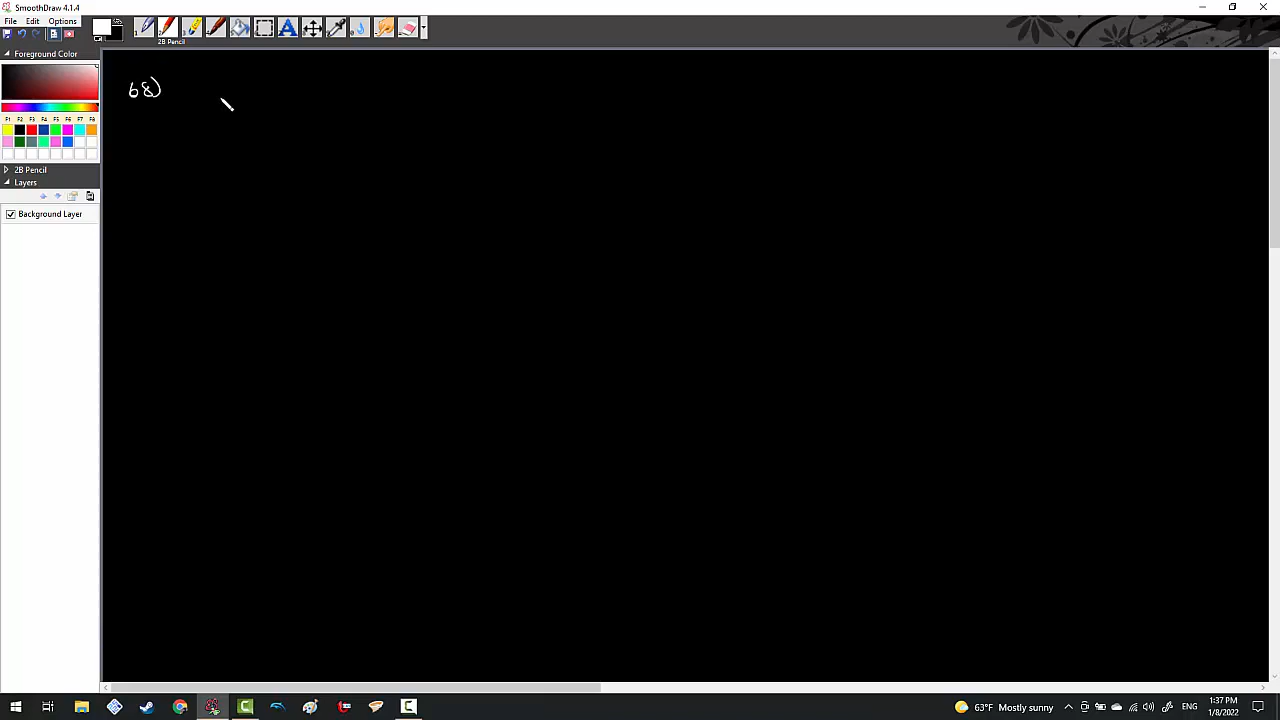 SmoothDraw 4.1.4
File Edit Options
2B Pencil
Foreground Color
F1 F2 F3 F4 F5 F6 F7 F8
2B Pencil
Layers
Background Layer
68)
63°F Mostly sunny
ENG
1:37 PM
1/8/2022